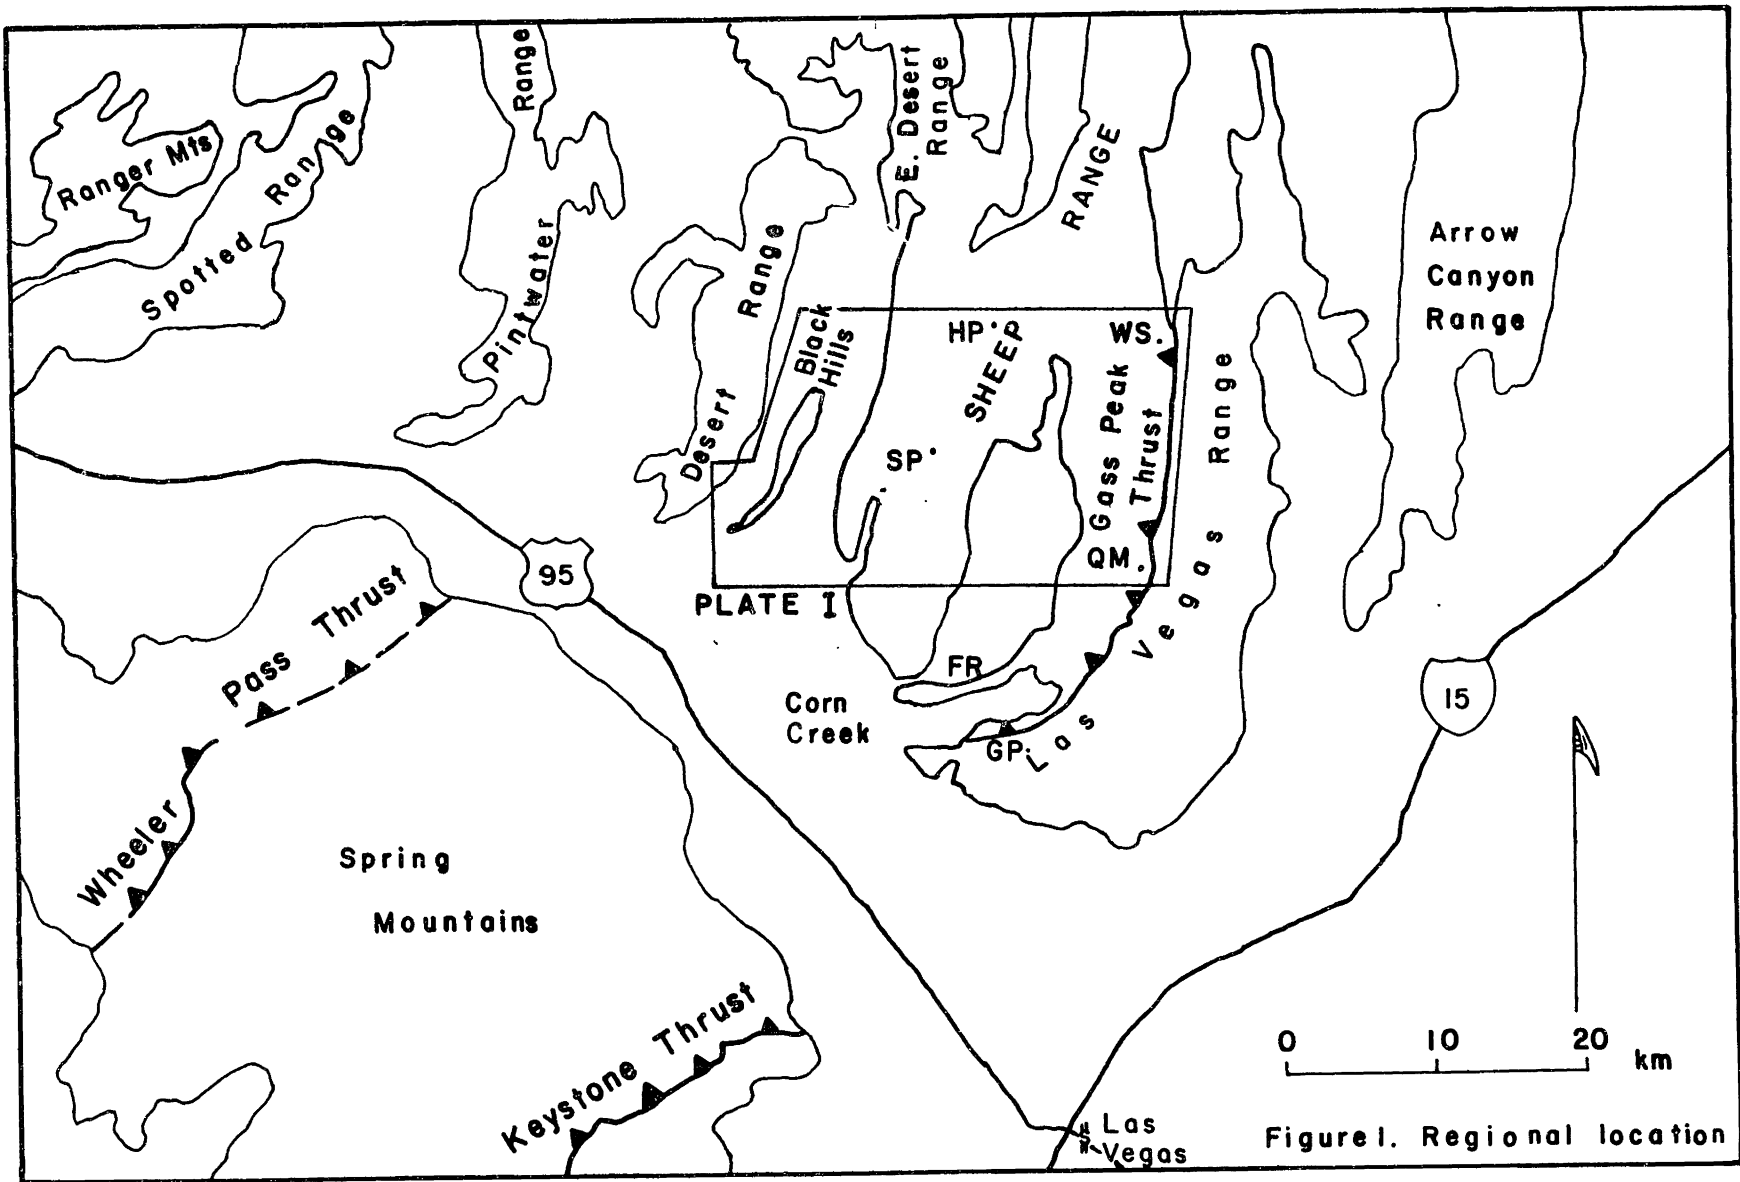 Ranger Mts
Spotted Range
Pintwater Range
Desert Range
E. Desert
Range
Black
Hills
SHEEP RANGE
HP
WS.
SP
Gass Peak
Thrust
QM.
PLATE I
Las Vegas Range
Arrow
Canyon
Range
95
Wheeler Pass Thrust
FR
Corn
Creek
GP
15
Spring
Mountains
Keystone Thrust
0 10 20 km
Las
Vegas
Figure 1. Regional location